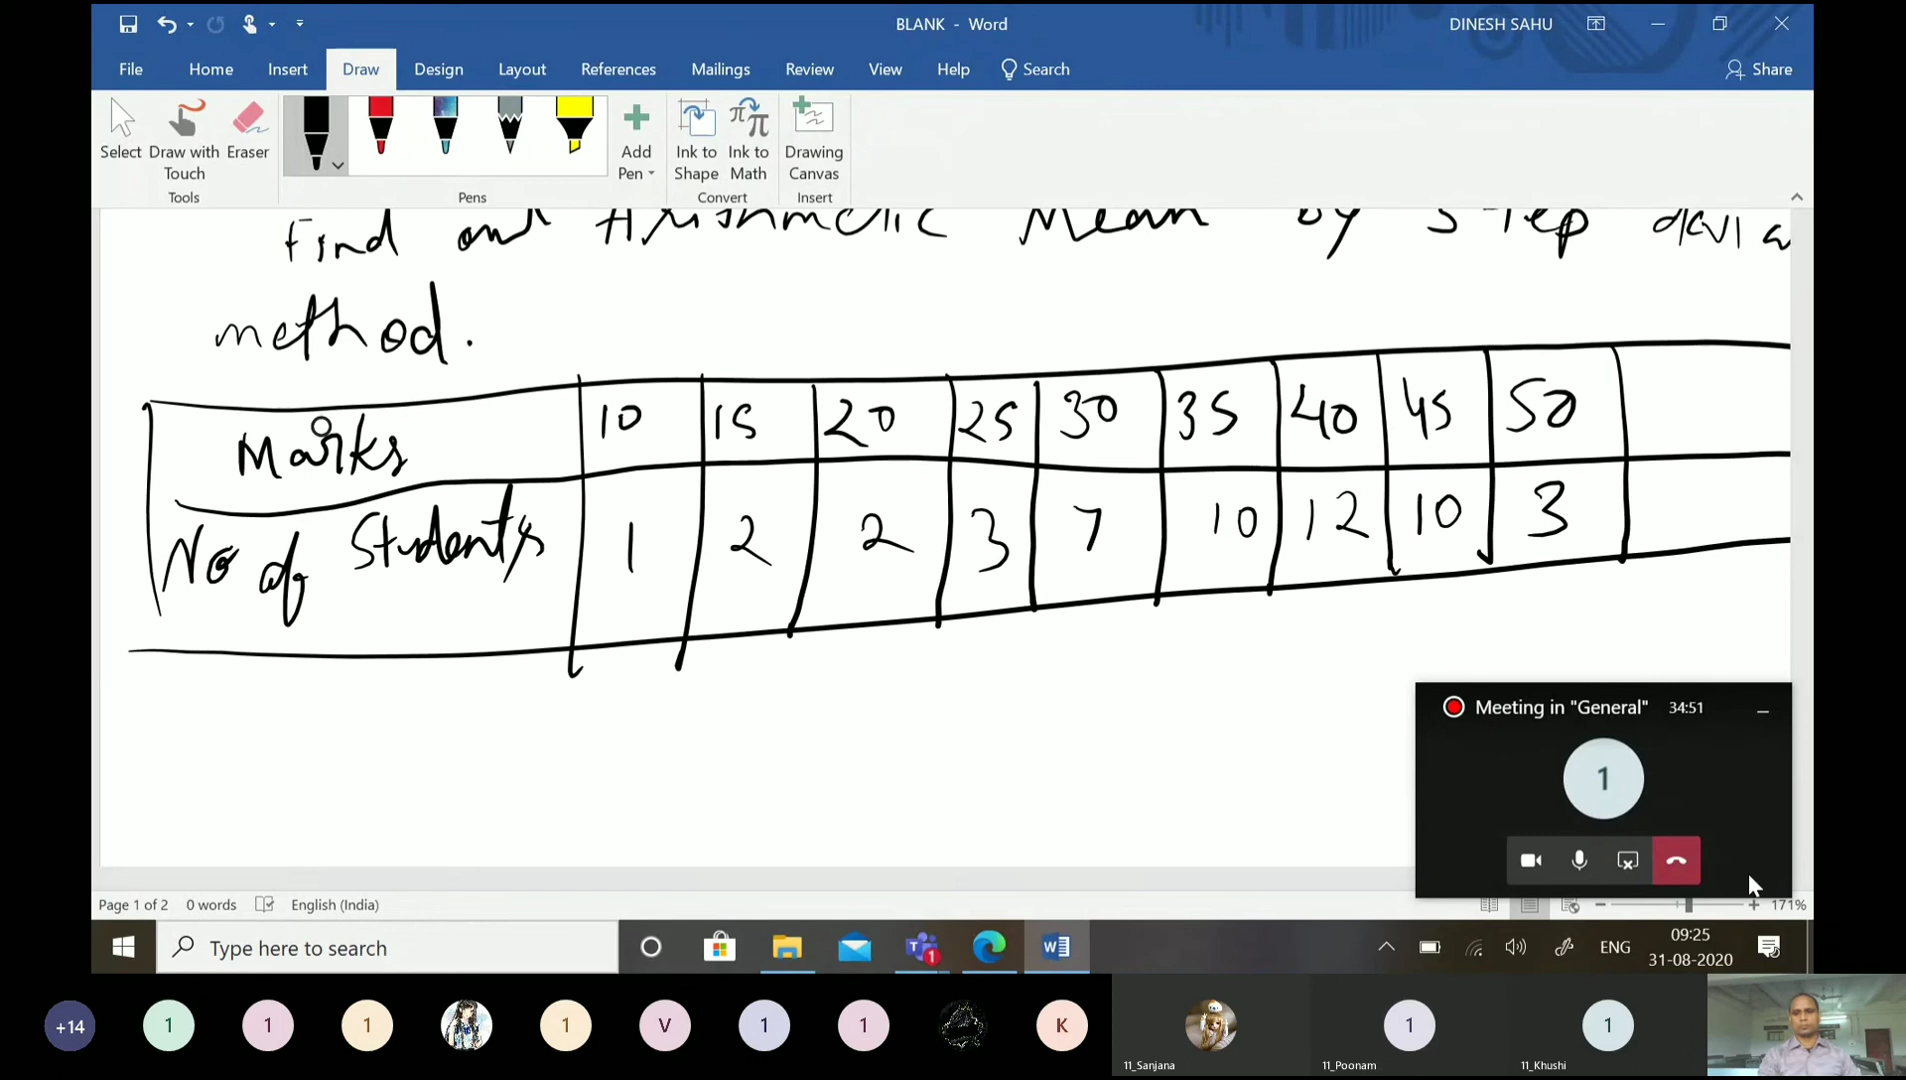 BLANK - Word DINESH SAHU
File Home Insert Draw Design Layout References Mailings Review View Help Search Share
Select Draw with Touch Eraser Add Pen Ink to Shape Ink to Math Drawing Canvas
Tools Pens Convert Insert
Find out Arithmetic Mean by Step devia
method.
Marks 10 15 20 25 30 35 40 45 50
No of Students 1 2 2 3 7 10 12 10 3
Meeting in "General" 34:51
1
Page 1 of 2 0 words English (India) 171%
Type here to search 1 ENG 09:25
31-08-2020
+14 1 1 1 1 V 1 1 K 1 1
11_Sanjana 11_Poonam 11_Khushi